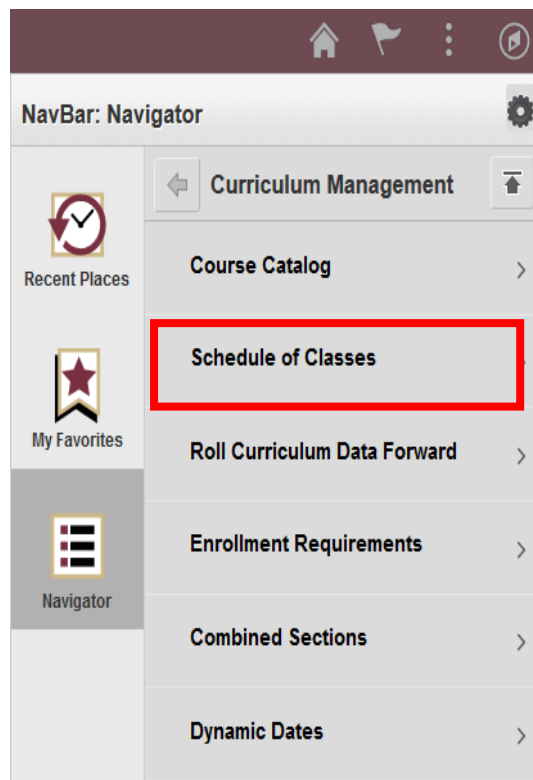 NavBar: Navigator
Curriculum Management
Recent Places
Course Catalog
Schedule of Classes
My Favorites
Roll Curriculum Data Forward
Enrollment Requirements
Navigator
Combined Sections
Dynamic Dates